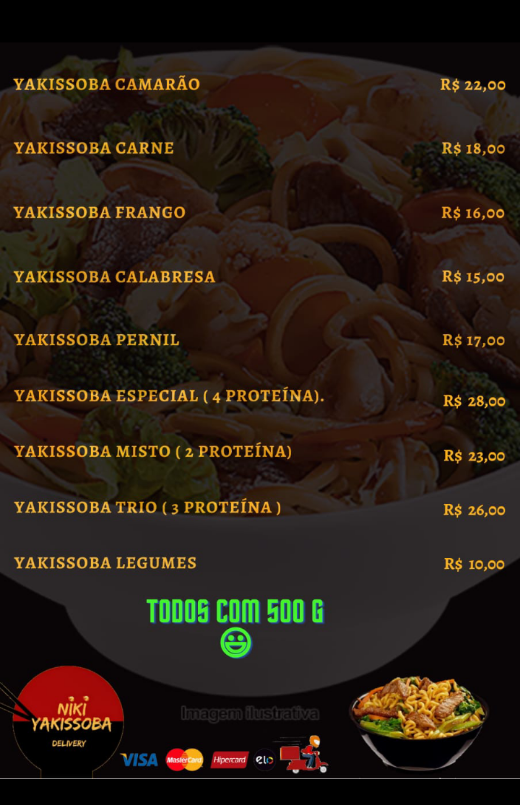 YAKISSOBA CAMARÃO R$ 22,00
YAKISSOBA CARNE R$ 18,00
YAKISSOBA FRANGO R$ 16,00
YAKISSOBA CALABRESA R$ 15,00
YAKISSOBA PERNIL R$ 17,00
YAKISSOBA ESPECIAL ( 4 PROTEÍNA). R$ 28,00
YAKISSOBA MISTO ( 2 PROTEÍNA) R$ 23,00
YAKISSOBA TRIO ( 3 PROTEÍNA ) R$ 26,00
YAKISSOBA LEGUMES R$ 10,00
TODOS COM 500 G
Imagem ilustrativa
NIKI
YAKISSOBA
DELIVERY
VISA MasterCard Hipercard elo